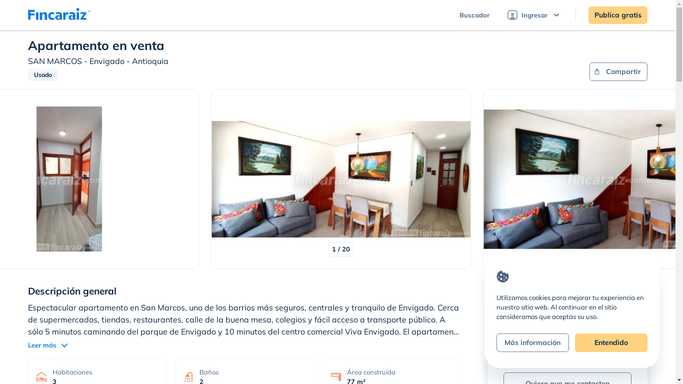 Fincaraiz
Buscador
Ingresar
Publica gratis
Apartamento en venta
SAN MARCOS - Envigado - Antioquia
Usado
Compartir
fincaraiz.com
fincaraiz.com
fincaraiz.com
1 / 20
Descripción general
Espectacular apartamento en San Marcos, uno de los barrios más seguros, centrales y tranquilo de Envigado. Cerca
de supermercados, tiendas, restaurantes, calle de la buena mesa, colegios y fácil acceso a transporte público. A
sólo 5 minutos caminando del parque de Envigado y 10 minutos del centro comercial Viva Envigado. El apartamen...
Leer más
Habitaciones
3
Baños
2
Área construida
77 m²
Utilizamos cookies para mejorar tu experiencia en
nuestro sitio web. Al continuar en el sitio
consideramos que aceptas su uso.
Más información
Entendido
Quiero que me contacten